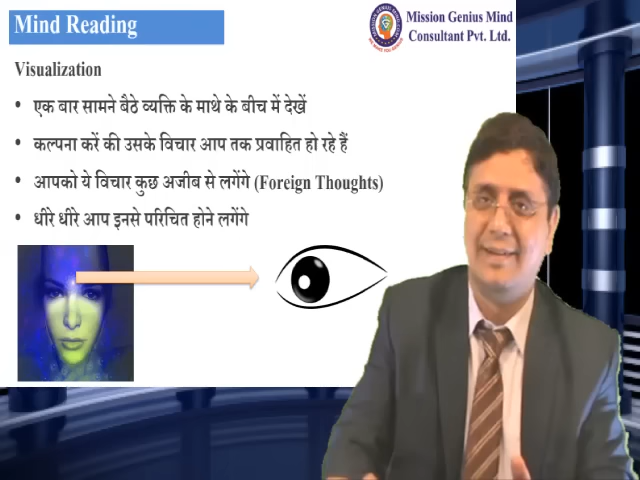 Mind Reading
Mission Genius Mind
Consultant Pvt. Ltd.
Visualization
• एक बार सामने बैठे व्यक्ति के माथे के बीच में देखें
• कल्पना करें की उसके विचार आप तक प्रवाहित हो रहे हैं
• आपको ये विचार कुछ अजीब से लगेंगे (Foreign Thoughts)
• धीरे धीरे आप इनसे परिचित होने लगेंगे